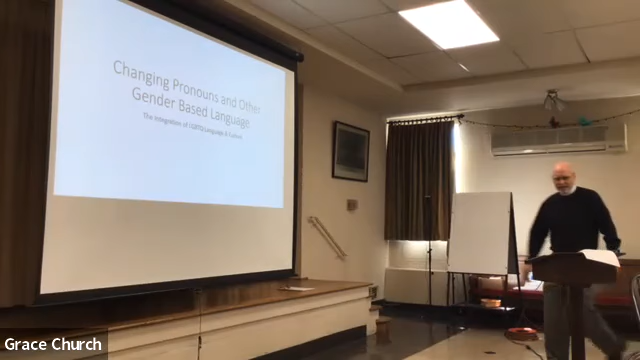 Changing Pronouns and Other
Gender Based Language
The Integration of LGBTQ Language & Culture
Grace Church